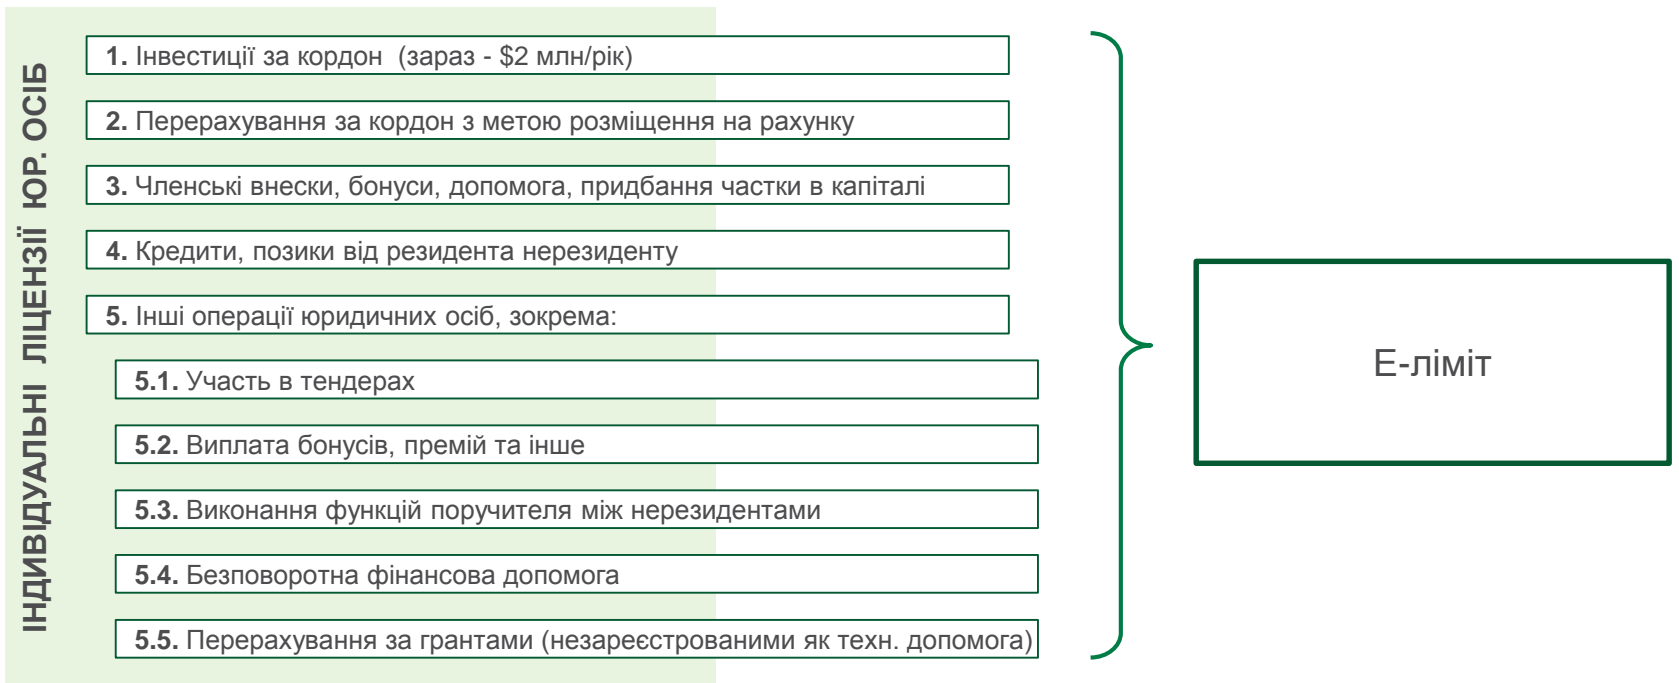 ІНДИВІДУАЛЬНІ ЛІЦЕНЗІЇ ЮР. ОСІБ
1. Інвестиції за кордон (зараз - $2 млн/рік)
2. Перерахування за кордон з метою розміщення на рахунку
3. Членські внески, бонуси, допомога, придбання частки в капіталі
4. Кредити, позики від резидента нерезиденту
5. Інші операції юридичних осіб, зокрема:
5.1. Участь в тендерах
5.2. Виплата бонусів, премій та інше
5.3. Виконання функцій поручителя між нерезидентами
5.4. Безповоротна фінансова допомога
5.5. Перерахування за грантами (незареєстрованими як техн. допомога)
Е-ліміт